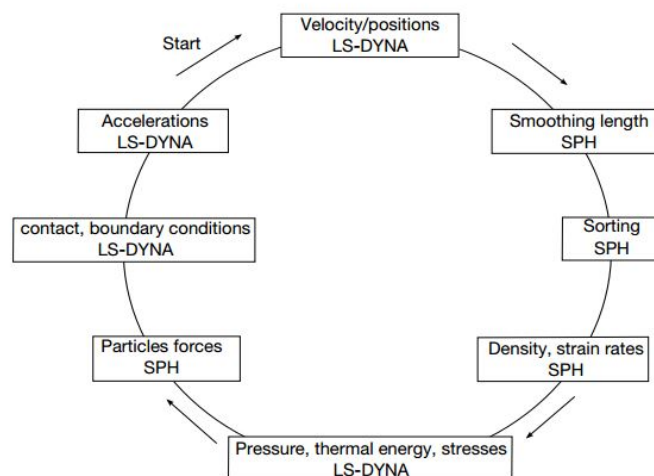 Start
Velocity/positions
LS-DYNA
Smoothing length
SPH
Sorting
SPH
Density, strain rates
SPH
Pressure, thermal energy, stresses
LS-DYNA
Particles forces
SPH
contact, boundary conditions
LS-DYNA
Accelerations
LS-DYNA